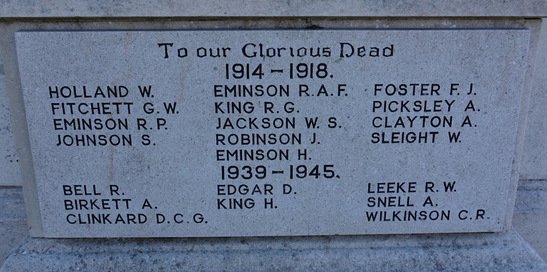 To our Glorious Dead
1914 – 1918.
HOLLAND W. EMINSON R.A.F. FOSTER F. J.
FITCHETT G. W. KING R. G. PICKSLEY A.
EMINSON R. P. JACKSON W. S. CLAYTON A.
JOHNSON S. ROBINSON J. SLEIGHT W.
EMINSON H.
1939 – 1945.
BELL R. EDGAR D. LEEKE R. W.
BIRKETT A. KING H. SNELL A.
CLINKARD D. C. G. WILKINSON C. R.